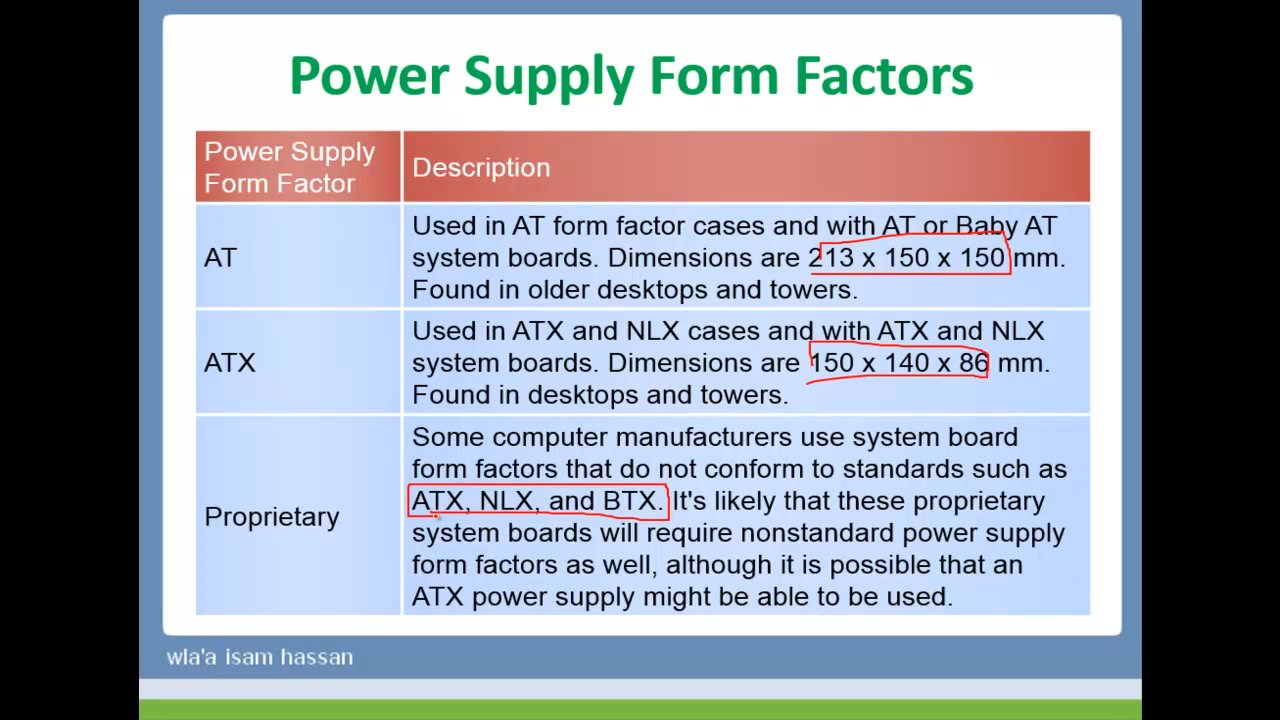 Power Supply Form Factors
Power Supply
Form Factor
Description
AT
Used in AT form factor cases and with AT or Baby AT
system boards. Dimensions are 213 x 150 x 150 mm.
Found in older desktops and towers.
ATX
Used in ATX and NLX cases and with ATX and NLX
system boards. Dimensions are 150 x 140 x 86 mm.
Found in desktops and towers.
Proprietary
Some computer manufacturers use system board
form factors that do not conform to standards such as
ATX, NLX, and BTX. It's likely that these proprietary
system boards will require nonstandard power supply
form factors as well, although it is possible that an
ATX power supply might be able to be used.
wla'a isam hassan